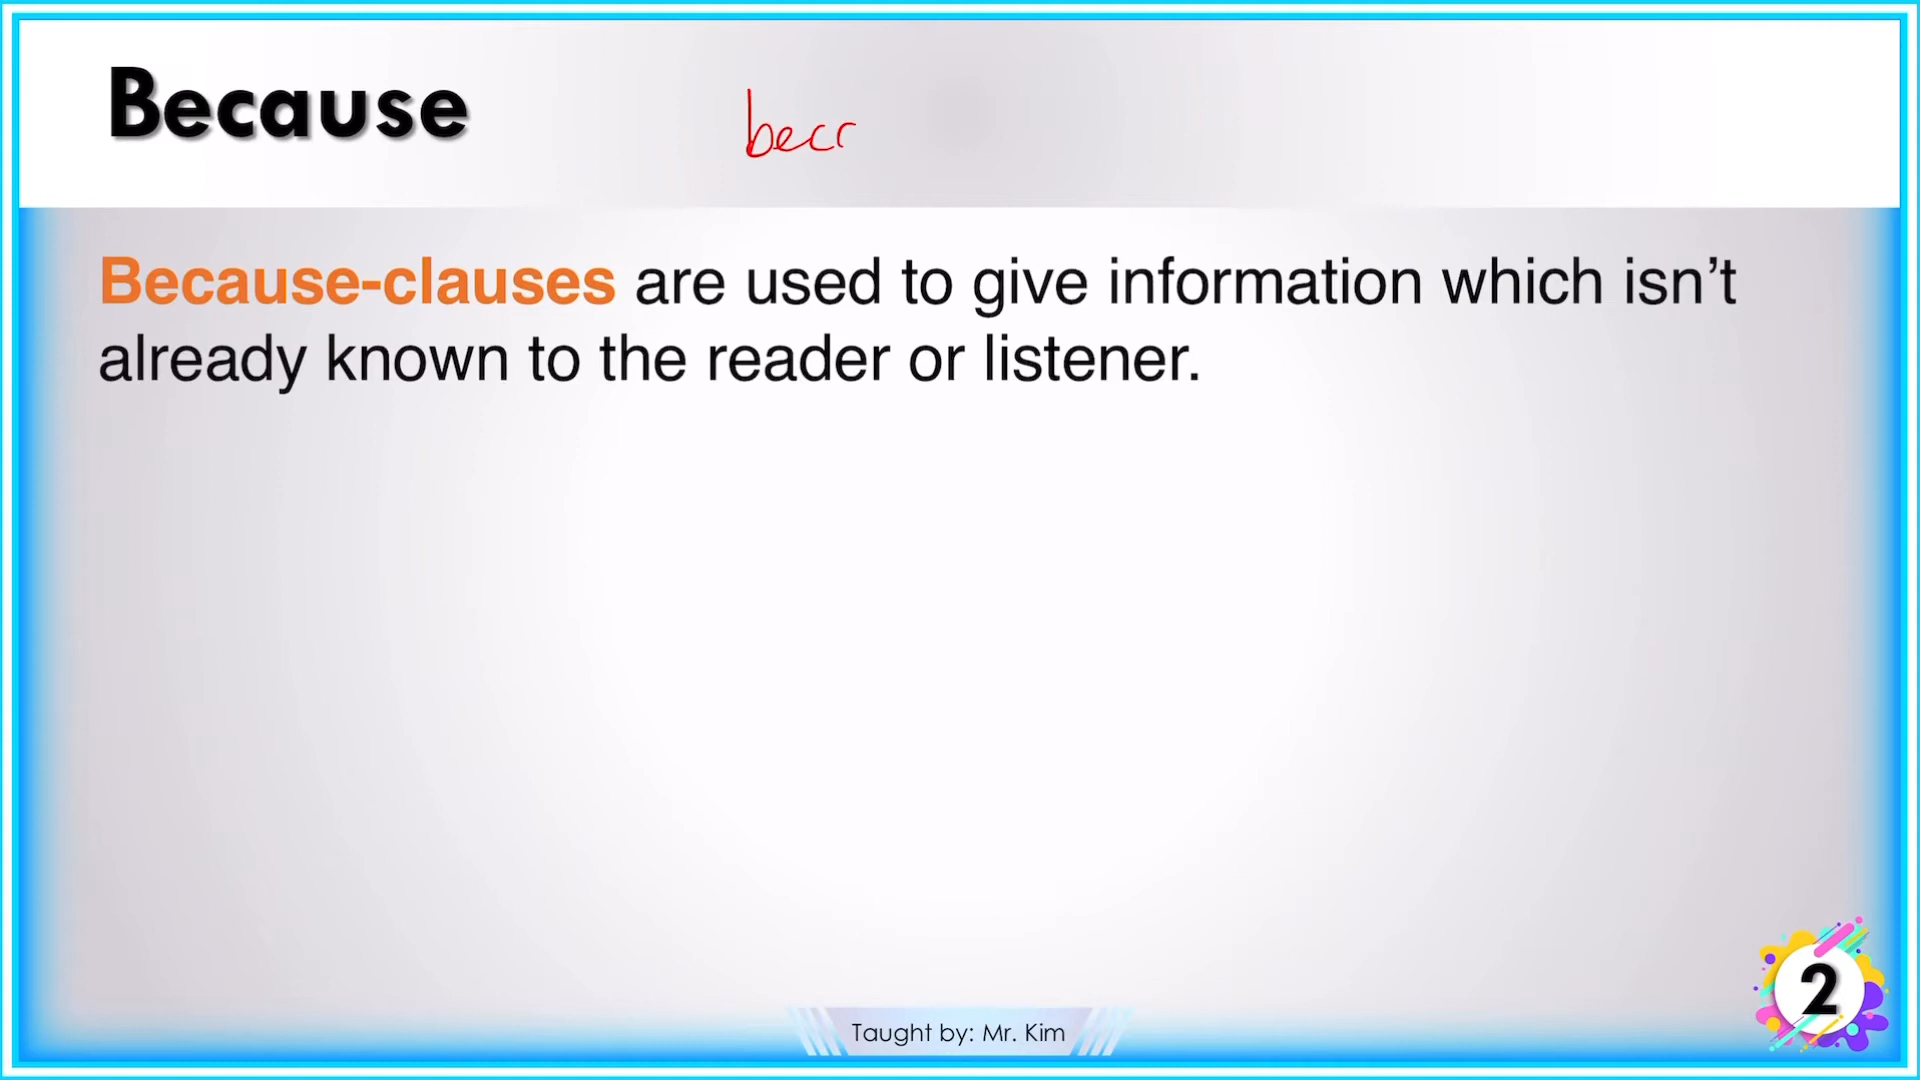 Because
becr
Because-clauses are used to give information which isn’t
already known to the reader or listener.
2
Taught by: Mr. Kim